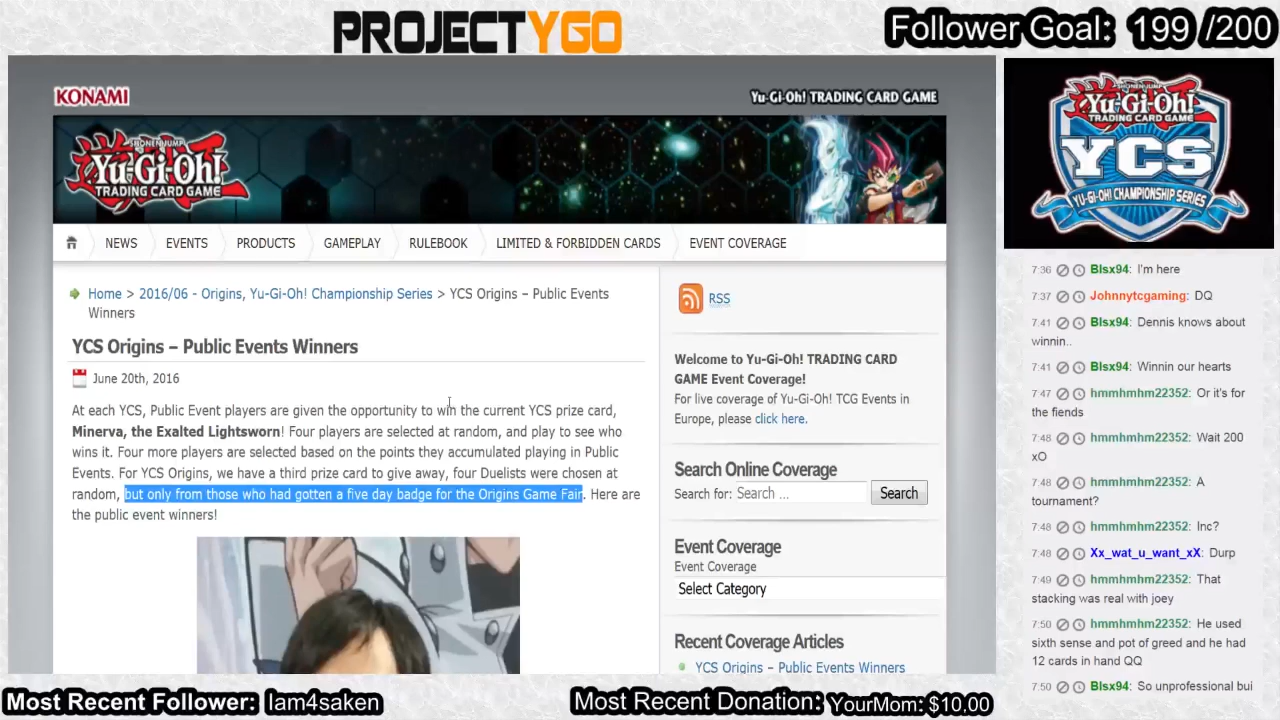 PROJECTYGO
Follower Goal: 199 /200
KONAMI
Yu-Gi-Oh! TRADING CARD GAME
SHONEN JUMP
Yu-Gi-Oh!
TRADING CARD GAME
NEWS
EVENTS
PRODUCTS
GAMEPLAY
RULEBOOK
LIMITED & FORBIDDEN CARDS
EVENT COVERAGE
Home > 2016/06 - Origins, Yu-Gi-Oh! Championship Series > YCS Origins – Public Events
Winners
YCS Origins – Public Events Winners
June 20th, 2016
At each YCS, Public Event players are given the opportunity to win the current YCS prize card,
Minerva, the Exalted Lightsworn! Four players are selected at random, and play to see who
wins it. Four more players are selected based on the points they accumulated playing in Public
Events. For YCS Origins, we have a third prize card to give away, four Duelists were chosen at
random, but only from those who had gotten a five day badge for the Origins Game Fair. Here are
the public event winners!
RSS
Welcome to Yu-Gi-Oh! TRADING CARD
GAME Event Coverage!
For live coverage of Yu-Gi-Oh! TCG Events in
Europe, please click here.
Search Online Coverage
Search for: Search ... Search
Event Coverage
Event Coverage
Select Category
Recent Coverage Articles
YCS Origins – Public Events Winners
SHONEN JUMP
Yu-Gi-Oh!
TRADING CARD GAME
YCS
YU-GI-OH! CHAMPIONSHIP SERIES
7:36 Blsx94: I'm here
7:37 Johnnytcgaming: DQ
7:41 Blsx94: Dennis knows about
winnin..
7:41 Blsx94: Winnin our hearts
7:47 hmmhmhm22352: Or it's for
the fiends
7:48 hmmhmhm22352: Wait 200
xO
7:48 hmmhmhm22352: A
tournament?
7:48 hmmhmhm22352: Inc?
7:48 Xx_wat_u_want_xX: Durp
7:49 hmmhmhm22352: That
stacking was real with joey
7:50 hmmhmhm22352: He used
sixth sense and pot of greed and he had
12 cards in hand QQ
7:50 Blsx94: So unprofessional bui
Most Recent Follower: Iam4saken
Most Recent Donation: YourMom: $10.00